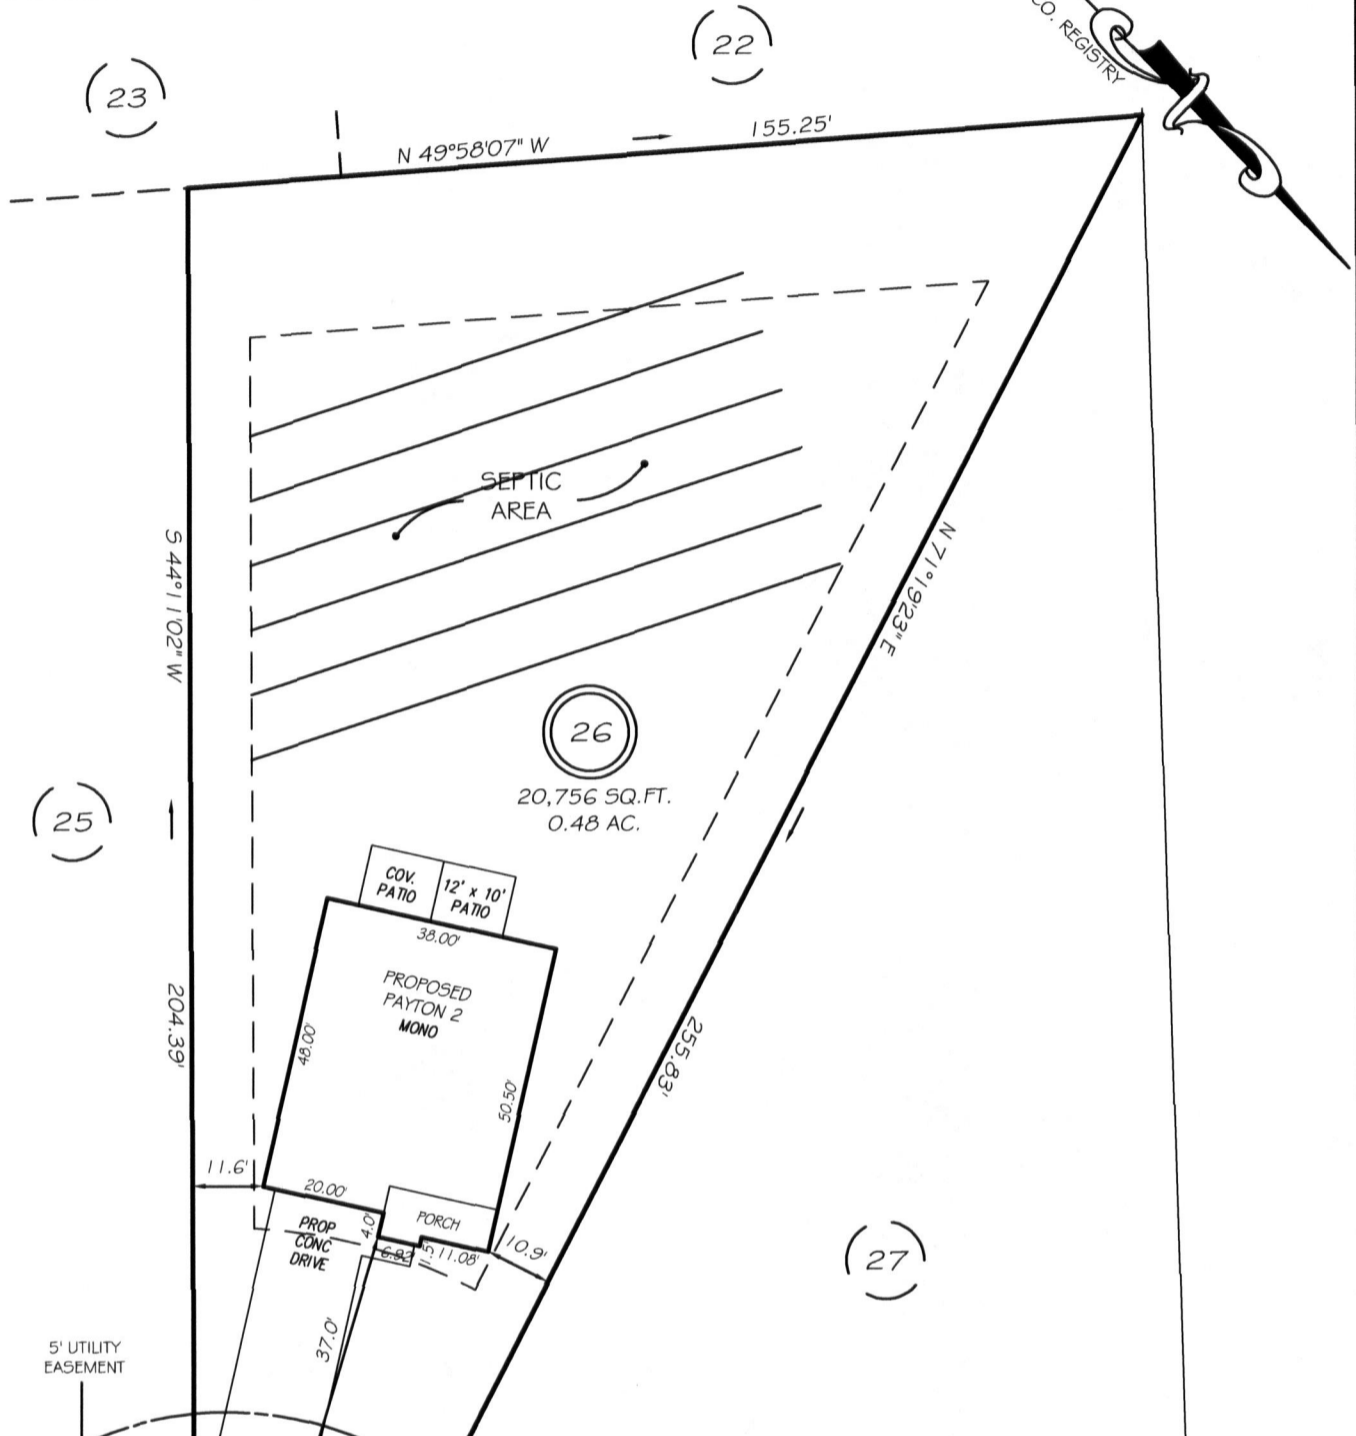 CO. REGISTRY
22
23
N 49°58'07" W
155.25'
SEPTIC
AREA
S 44°11'02" W
N 71°19'23" E
26
20,756 SQ.FT.
0.48 AC.
25
COV.
PATIO
12' x 10'
PATIO
38.00'
PROPOSED
PAYTON 2
MONO
204.39'
48.00'
255.83'
50.50'
11.6'
20.00'
PORCH
4.0'
PROP
CONC
DRIVE
6.92
1.5'
11.08'
10.9'
27
37.0'
5' UTILITY
EASEMENT